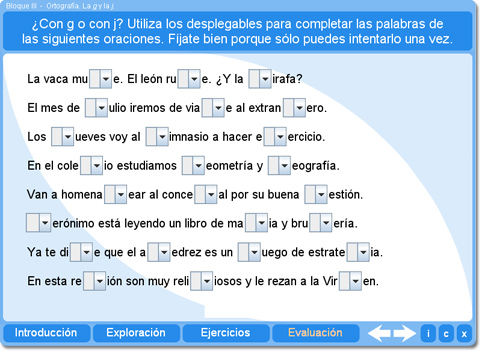 Bloque III - Ortografía. La g y la j
¿Con g o con j? Utiliza los desplegables para completar las palabras de
las siguientes oraciones. Fíjate bien porque sólo puedes intentarlo una vez.
La vaca mu e. El león ru e. ¿Y la irafa?
El mes de ulio iremos de via e al extran ero.
Los ueves voy al imnasio a hacer e ercicio.
En el cole io estudiamos eometría y eografía.
Van a homena ear al conce al por su buena estión.
erónimo está leyendo un libro de ma ia y bru ería.
Ya te di e que el a edrez es un uego de estrate ia.
En esta re ión son muy reli iosos y le rezan a la Vir en.
Introducción Exploración Ejercicios Evaluación i c x